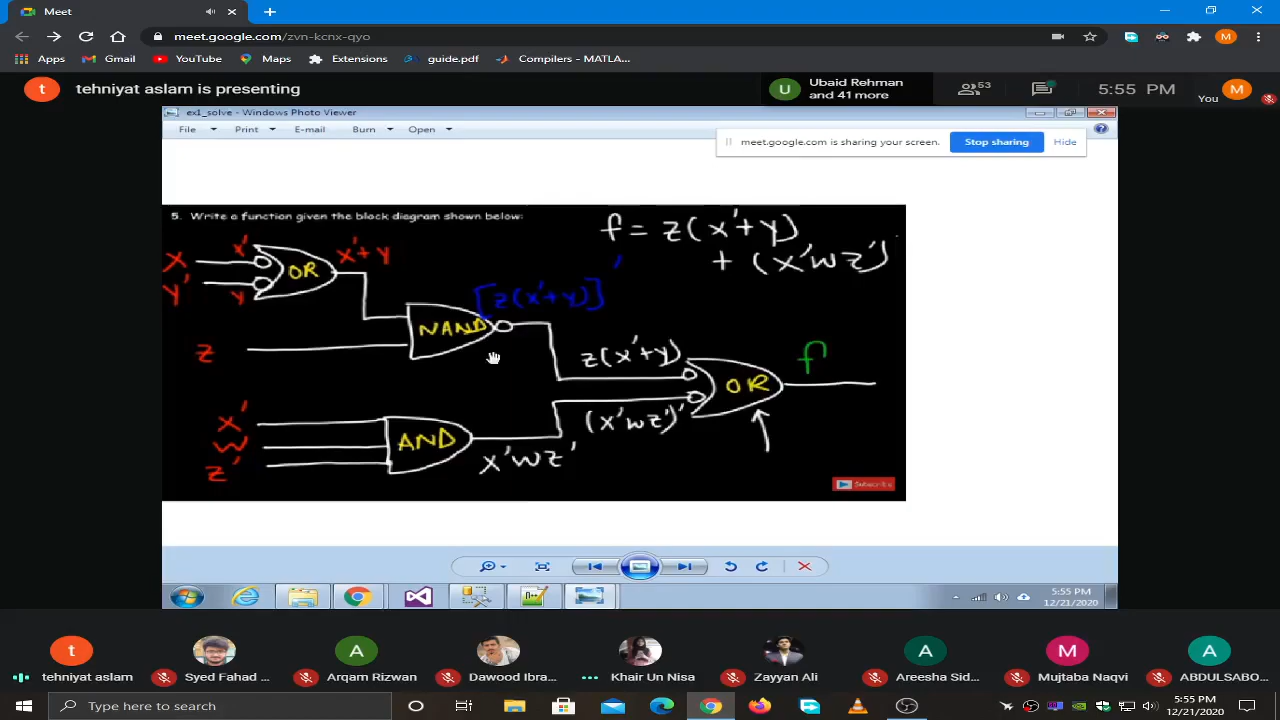 Meet
meet.google.com/zvn-kcnx-qyo
Apps Gmail YouTube Maps Extensions guide.pdf Compilers - MATLA...
t tehniyat aslam is presenting
U Ubaid Rehman and 41 more
53
5:55 PM
You M
ex1_solve - Windows Photo Viewer
File Print E-mail Burn Open
meet.google.com is sharing your screen. Stop sharing Hide
5. Write a function given the block diagram shown below:
f = z(x'+y)
+ (x'wz')
x x' OR x'+y
y' y
[z(x'+y)]'
NAND
z
z(x'+y)
f
OR
x'
(x'wz')'
w AND
x'wz'
z'
Subscribe
5:55 PM
12/21/2020
t A A M A
tehniyat aslam Syed Fahad ... Arqam Rizwan Dawood Ibra... Khair Un Nisa Zayyan Ali Areesha Sid... Mujtaba Naqvi ABDULSABO...
Type here to search
5:55 PM
12/21/2020